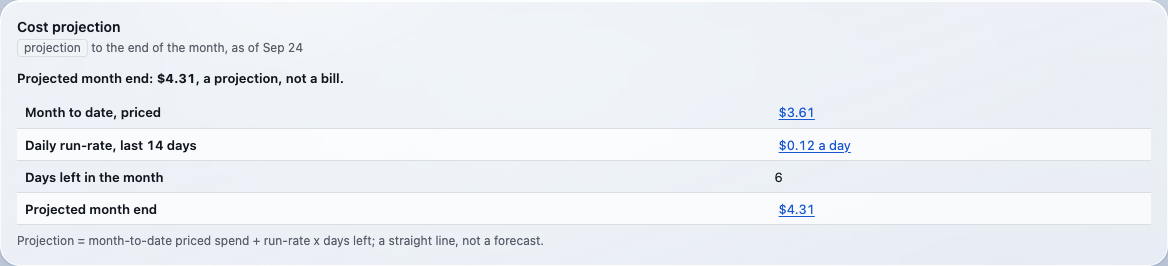 Cost projection
projection to the end of the month, as of Sep 24
Projected month end: $4.31, a projection, not a bill.
Month to date, priced $3.61
Daily run-rate, last 14 days $0.12 a day
Days left in the month 6
Projected month end $4.31
Projection = month-to-date priced spend + run-rate x days left; a straight line, not a forecast.